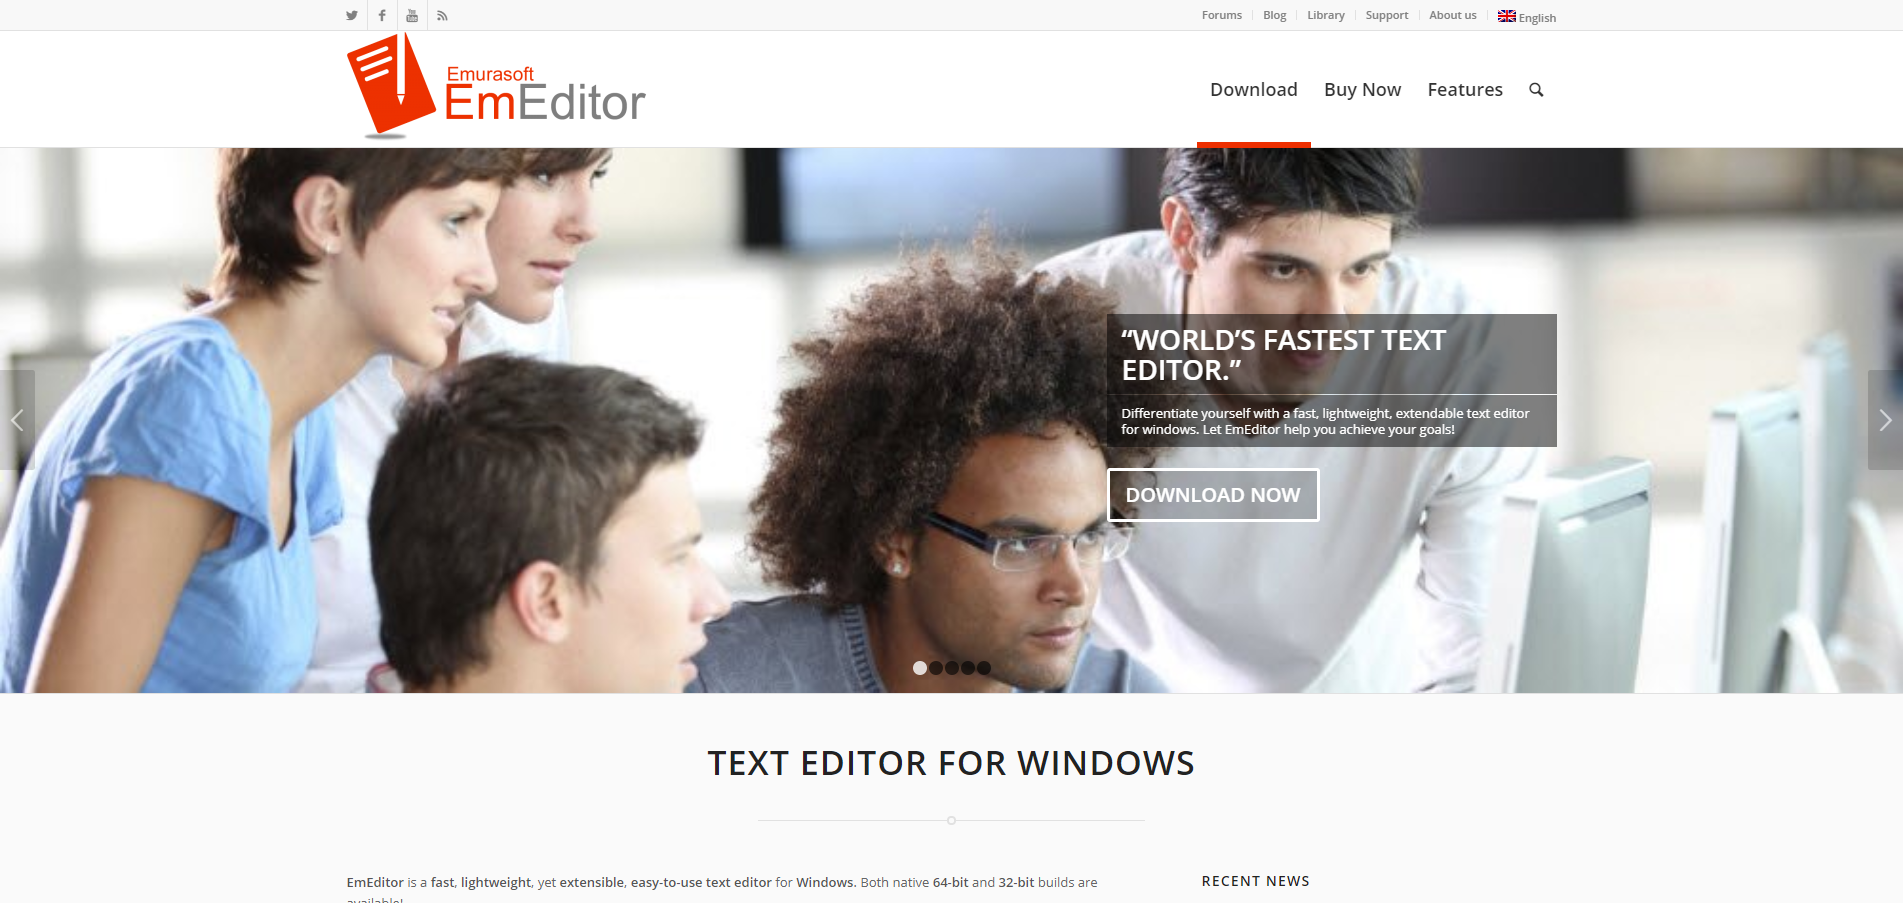 Forums
Blog
Library
Support
About us
English
Emurasoft
EmEditor
Download
Buy Now
Features
“WORLD’S FASTEST TEXT
EDITOR.”
Differentiate yourself with a fast, lightweight, extendable text editor
for windows. Let EmEditor help you achieve your goals!
DOWNLOAD NOW
TEXT EDITOR FOR WINDOWS
EmEditor is a fast, lightweight, yet extensible, easy-to-use text editor for Windows. Both native 64-bit and 32-bit builds are
available!
RECENT NEWS